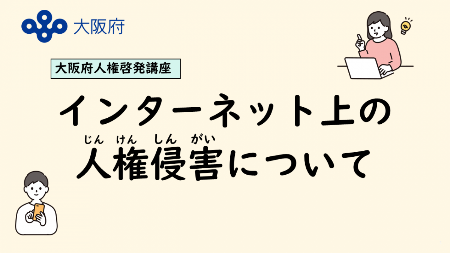 大阪府
大阪府人権啓発講座
インターネット上の
じん けん しん がい
人権侵害について